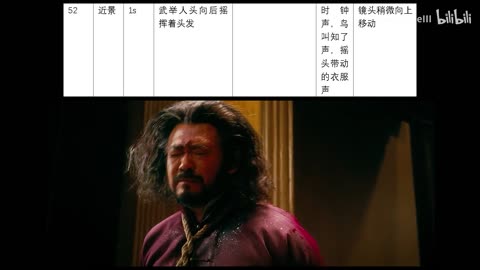 52
近景
1s
武举人头向后摇
挥着头发
时钟
声，鸟
叫知了
声，摇
头带动
的衣服
声
镜头稍微向上
移动
bilibili